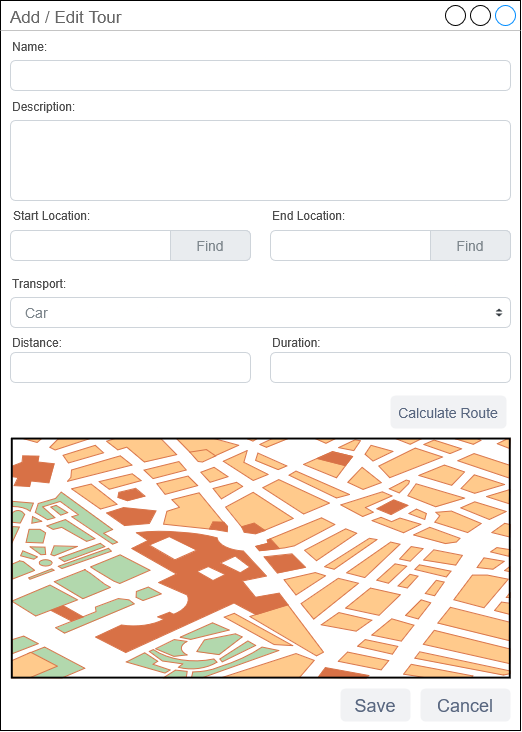 Add / Edit Tour
Name:
Description:
Start Location: End Location:
Find Find
Transport:
Car
Distance: Duration:
Calculate Route
Save Cancel